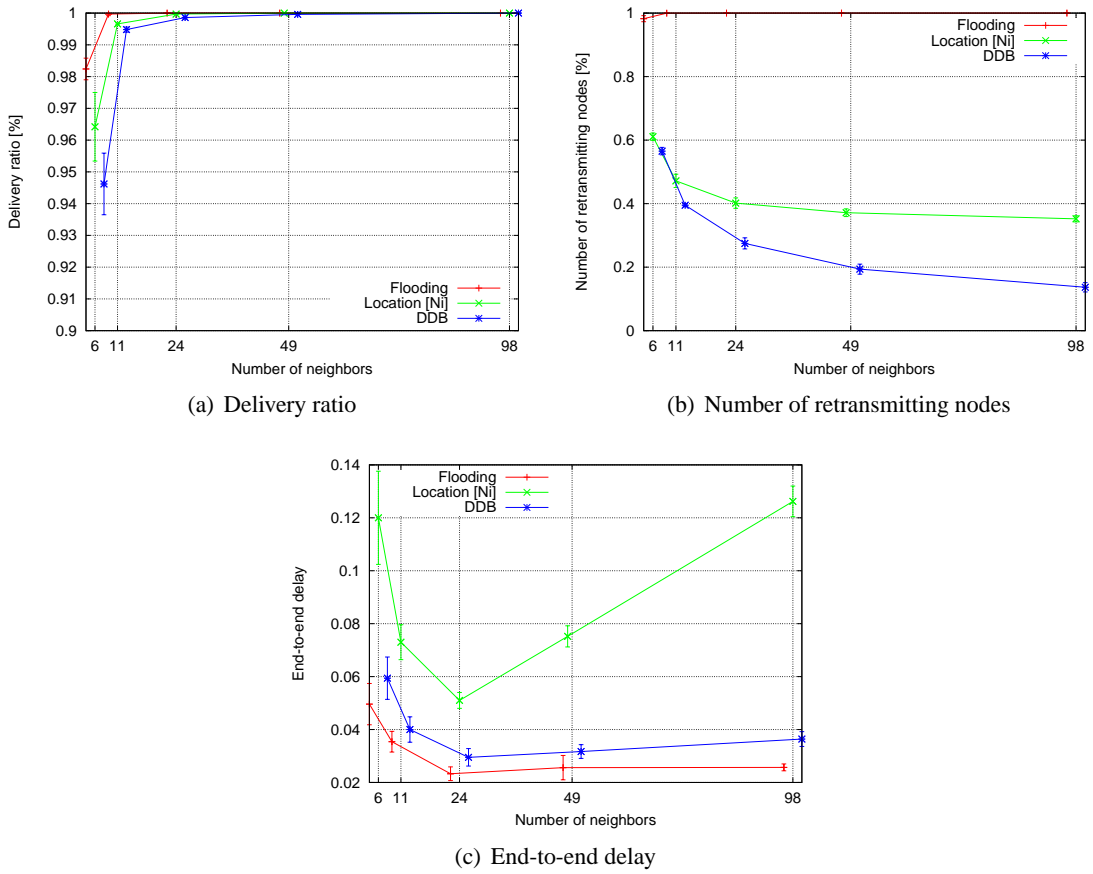 1
0.99
0.98
0.97
0.96
0.95
0.94
0.93
0.92
0.91
0.9
Delivery ratio [%]
Flooding
Location [Ni]
DDB
6 11 24 49 98
Number of neighbors
(a) Delivery ratio
1
0.8
0.6
0.4
0.2
0
Number of retransmitting nodes [%]
Flooding
Location [Ni]
DDB
6 11 24 49 98
Number of neighbors
(b) Number of retransmitting nodes
0.14
0.12
0.1
0.08
0.06
0.04
0.02
End-to-end delay
Flooding
Location [Ni]
DDB
6 11 24 49 98
Number of neighbors
(c) End-to-end delay